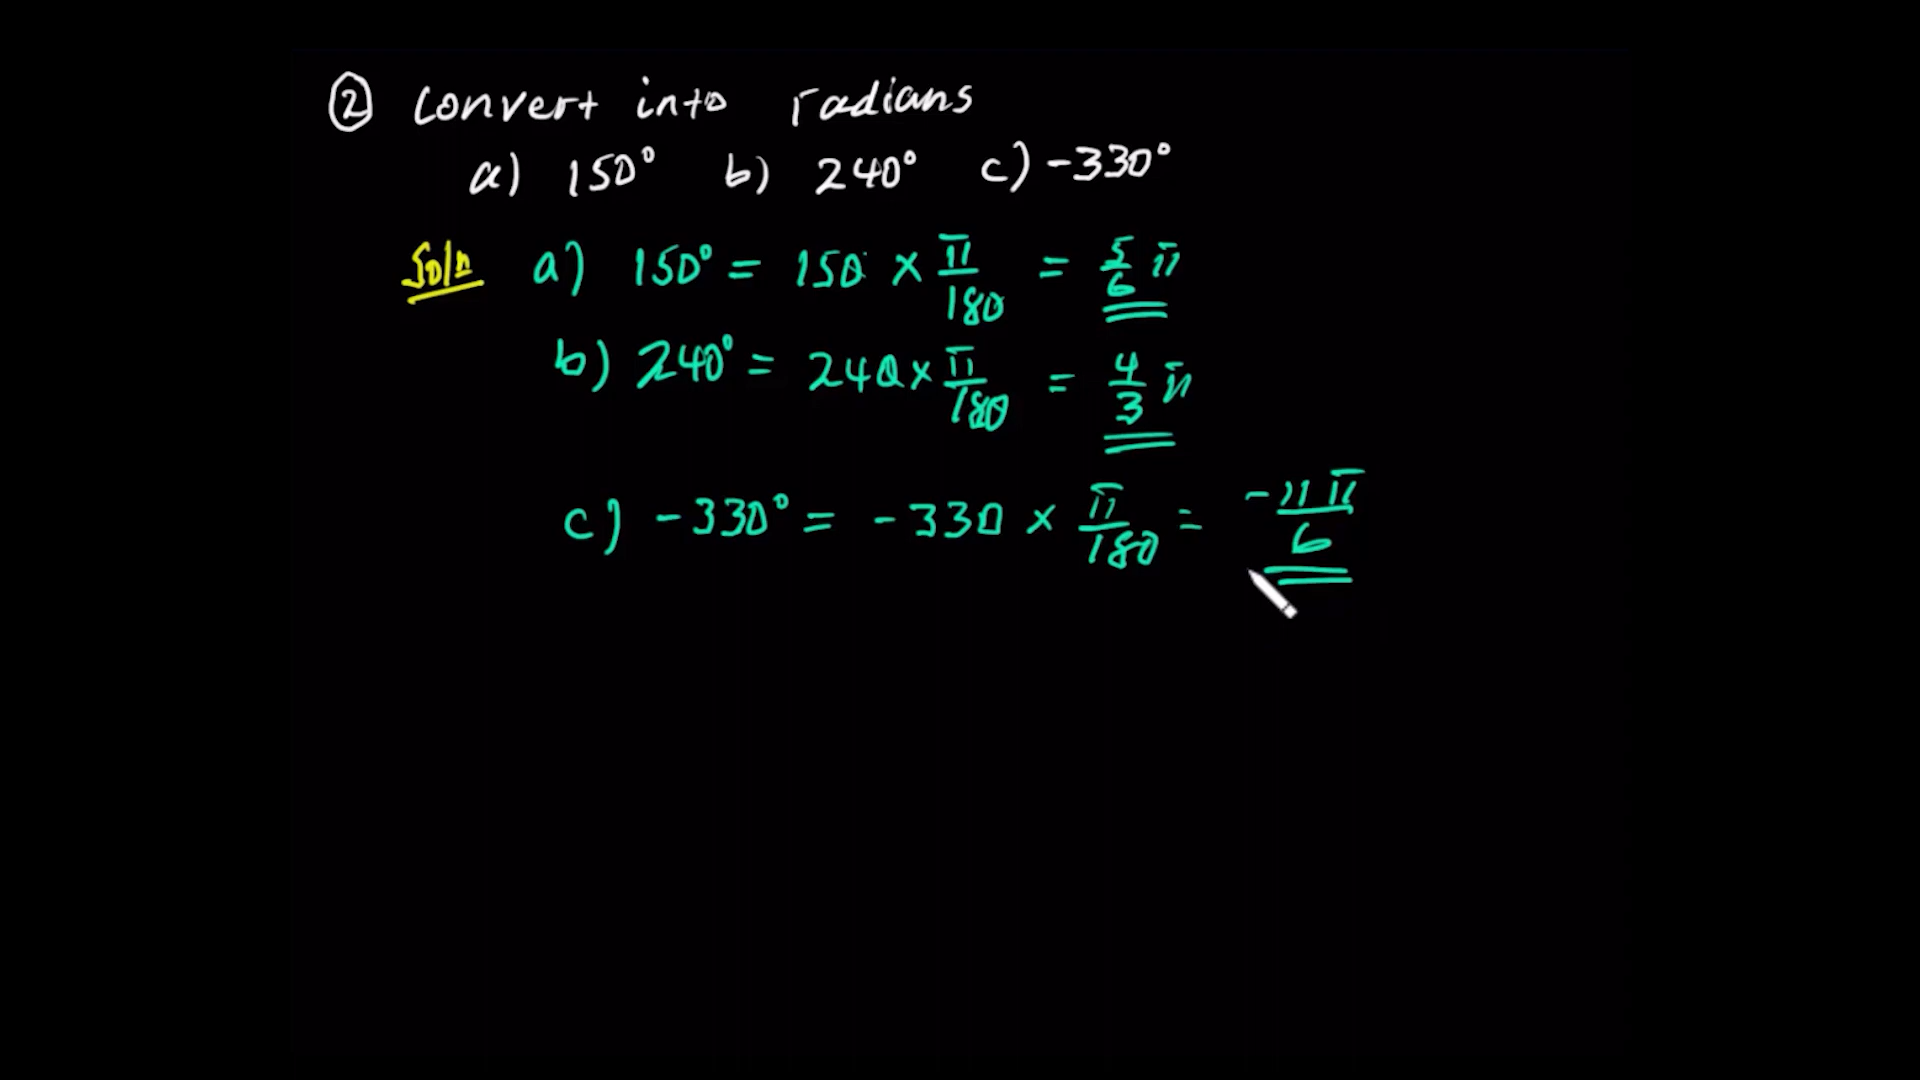 ② Convert into radians
a) 150° b) 240° c) -330°
Soln a) 150° = 150 × π/180 = 5/6 π
b) 240° = 240 × π/180 = 4/3 π
c) -330° = -330 × π/180 = -11π/6